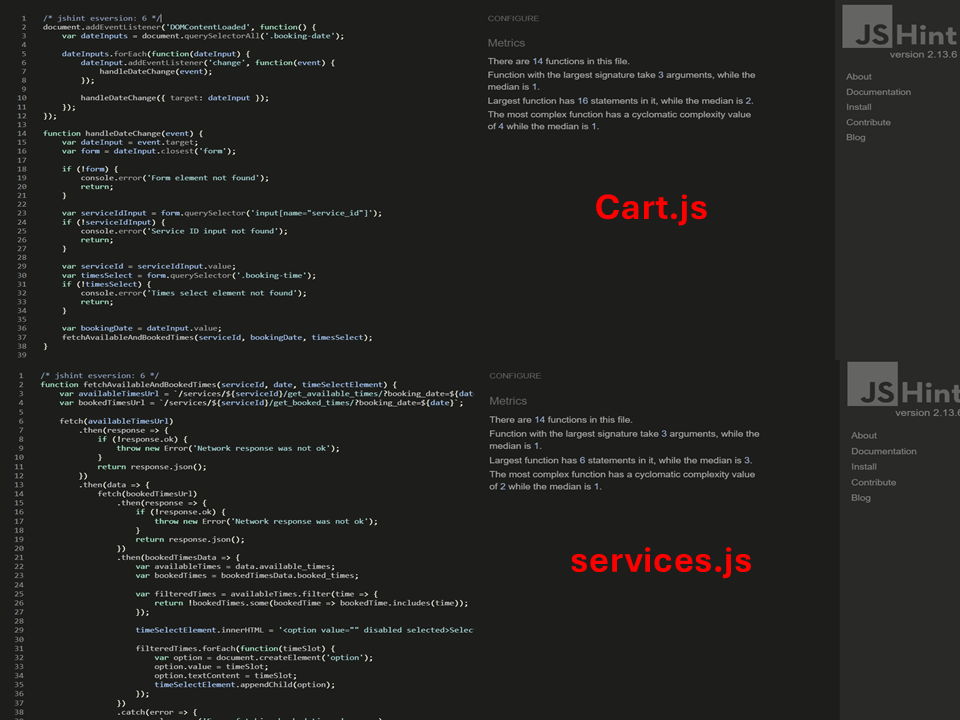 1 /* jshint esversion: 6 */
2 document.addEventListener('DOMContentLoaded', function() {
3 var dateInputs = document.querySelectorAll('.booking-date');
4
5 dateInputs.forEach(function(dateInput) {
6 dateInput.addEventListener('change', function(event) {
7 handleDateChange(event);
8 });
9
10 handleDateChange({ target: dateInput });
11 });
12 });
13
14 function handleDateChange(event) {
15 var dateInput = event.target;
16 var form = dateInput.closest('form');
17
18 if (!form) {
19 console.error('Form element not found');
20 return;
21 }
22
23 var serviceIdInput = form.querySelector('input[name="service_id"]');
24 if (!serviceIdInput) {
25 console.error('Service ID input not found');
26 return;
27 }
28
29 var serviceId = serviceIdInput.value;
30 var timesSelect = form.querySelector('.booking-time');
31 if (!timesSelect) {
32 console.error('Times select element not found');
33 return;
34 }
35
36 var bookingDate = dateInput.value;
37 fetchAvailableAndBookedTimes(serviceId, bookingDate, timesSelect);
38 }
39
CONFIGURE
Metrics
There are 14 functions in this file.
Function with the largest signature take 3 arguments, while the
median is 1.
Largest function has 16 statements in it, while the median is 2.
The most complex function has a cyclomatic complexity value
of 4 while the median is 1.
Cart.js
JSHint
version 2.13.6
About
Documentation
Install
Contribute
Blog
1 /* jshint esversion: 6 */
2 function fetchAvailableAndBookedTimes(serviceId, date, timeSelectElement) {
3 var availableTimesUrl = `/services/${serviceId}/get_available_times/?booking_date=${dat
4 var bookedTimesUrl = `/services/${serviceId}/get_booked_times/?booking_date=${date}`;
5
6 fetch(availableTimesUrl)
7 .then(response => {
8 if (!response.ok) {
9 throw new Error('Network response was not ok');
10 }
11 return response.json();
12 })
13 .then(data => {
14 fetch(bookedTimesUrl)
15 .then(response => {
16 if (!response.ok) {
17 throw new Error('Network response was not ok');
18 }
19 return response.json();
20 })
21 .then(bookedTimesData => {
22 var availableTimes = data.available_times;
23 var bookedTimes = bookedTimesData.booked_times;
24
25 var filteredTimes = availableTimes.filter(time => {
26 return !bookedTimes.some(bookedTime => bookedTime.includes(time));
27 });
28
29 timeSelectElement.innerHTML = '<option value="" disabled selected>Selec
30
31 filteredTimes.forEach(function(timeSlot) {
32 var option = document.createElement('option');
33 option.value = timeSlot;
34 option.textContent = timeSlot;
35 timeSelectElement.appendChild(option);
36 });
37 })
38 .catch(error => {
CONFIGURE
Metrics
There are 14 functions in this file.
Function with the largest signature take 3 arguments, while the
median is 1.
Largest function has 6 statements in it, while the median is 3.
The most complex function has a cyclomatic complexity value
of 2 while the median is 1.
services.js
JSHint
version 2.13.6
About
Documentation
Install
Contribute
Blog